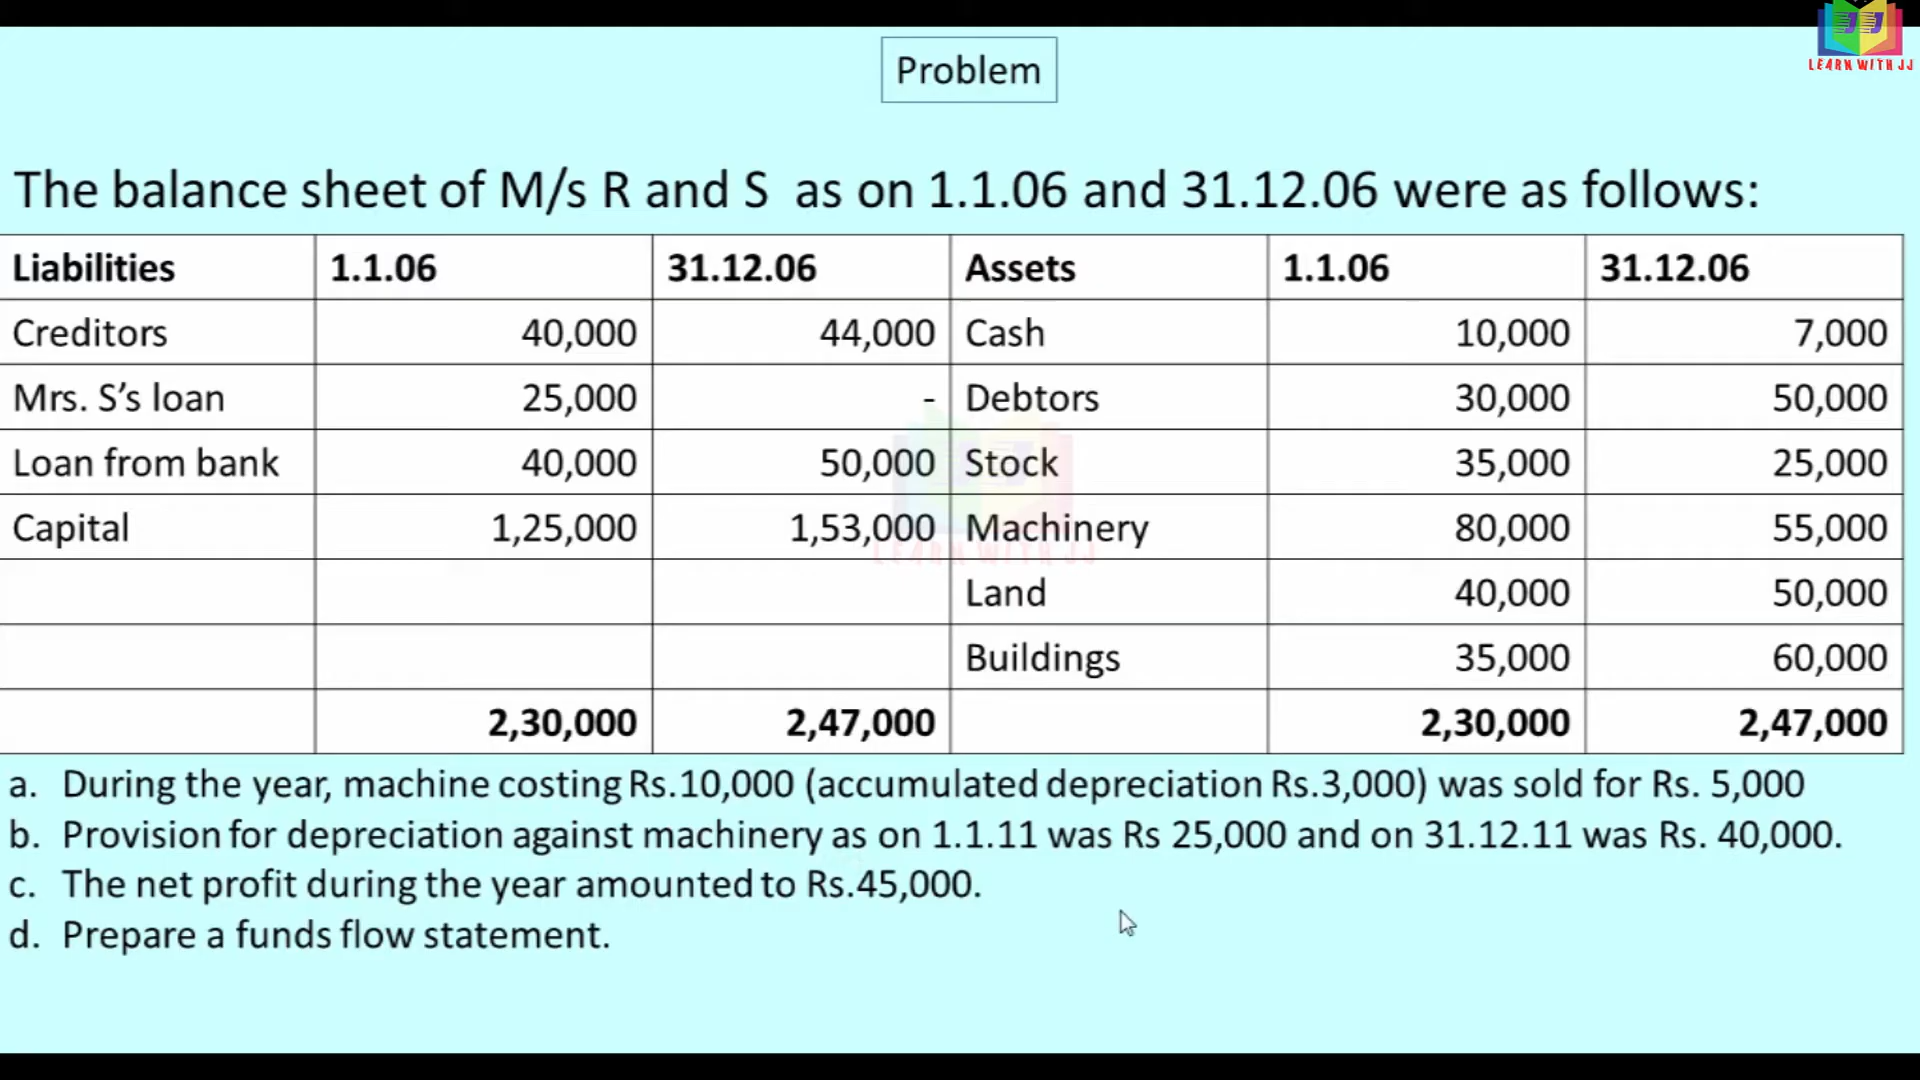 LEARN WITH JJ
Problem
The balance sheet of M/s R and S as on 1.1.06 and 31.12.06 were as follows:
Liabilities 1.1.06 31.12.06 Assets 1.1.06 31.12.06
Creditors 40,000 44,000 Cash 10,000 7,000
Mrs. S’s loan 25,000 - Debtors 30,000 50,000
Loan from bank 40,000 50,000 Stock 35,000 25,000
Capital 1,25,000 1,53,000 Machinery 80,000 55,000
LEARN WITH JJ
Land 40,000 50,000
Buildings 35,000 60,000
2,30,000 2,47,000 2,30,000 2,47,000
a. During the year, machine costing Rs.10,000 (accumulated depreciation Rs.3,000) was sold for Rs. 5,000
b. Provision for depreciation against machinery as on 1.1.11 was Rs 25,000 and on 31.12.11 was Rs. 40,000.
c. The net profit during the year amounted to Rs.45,000.
d. Prepare a funds flow statement.